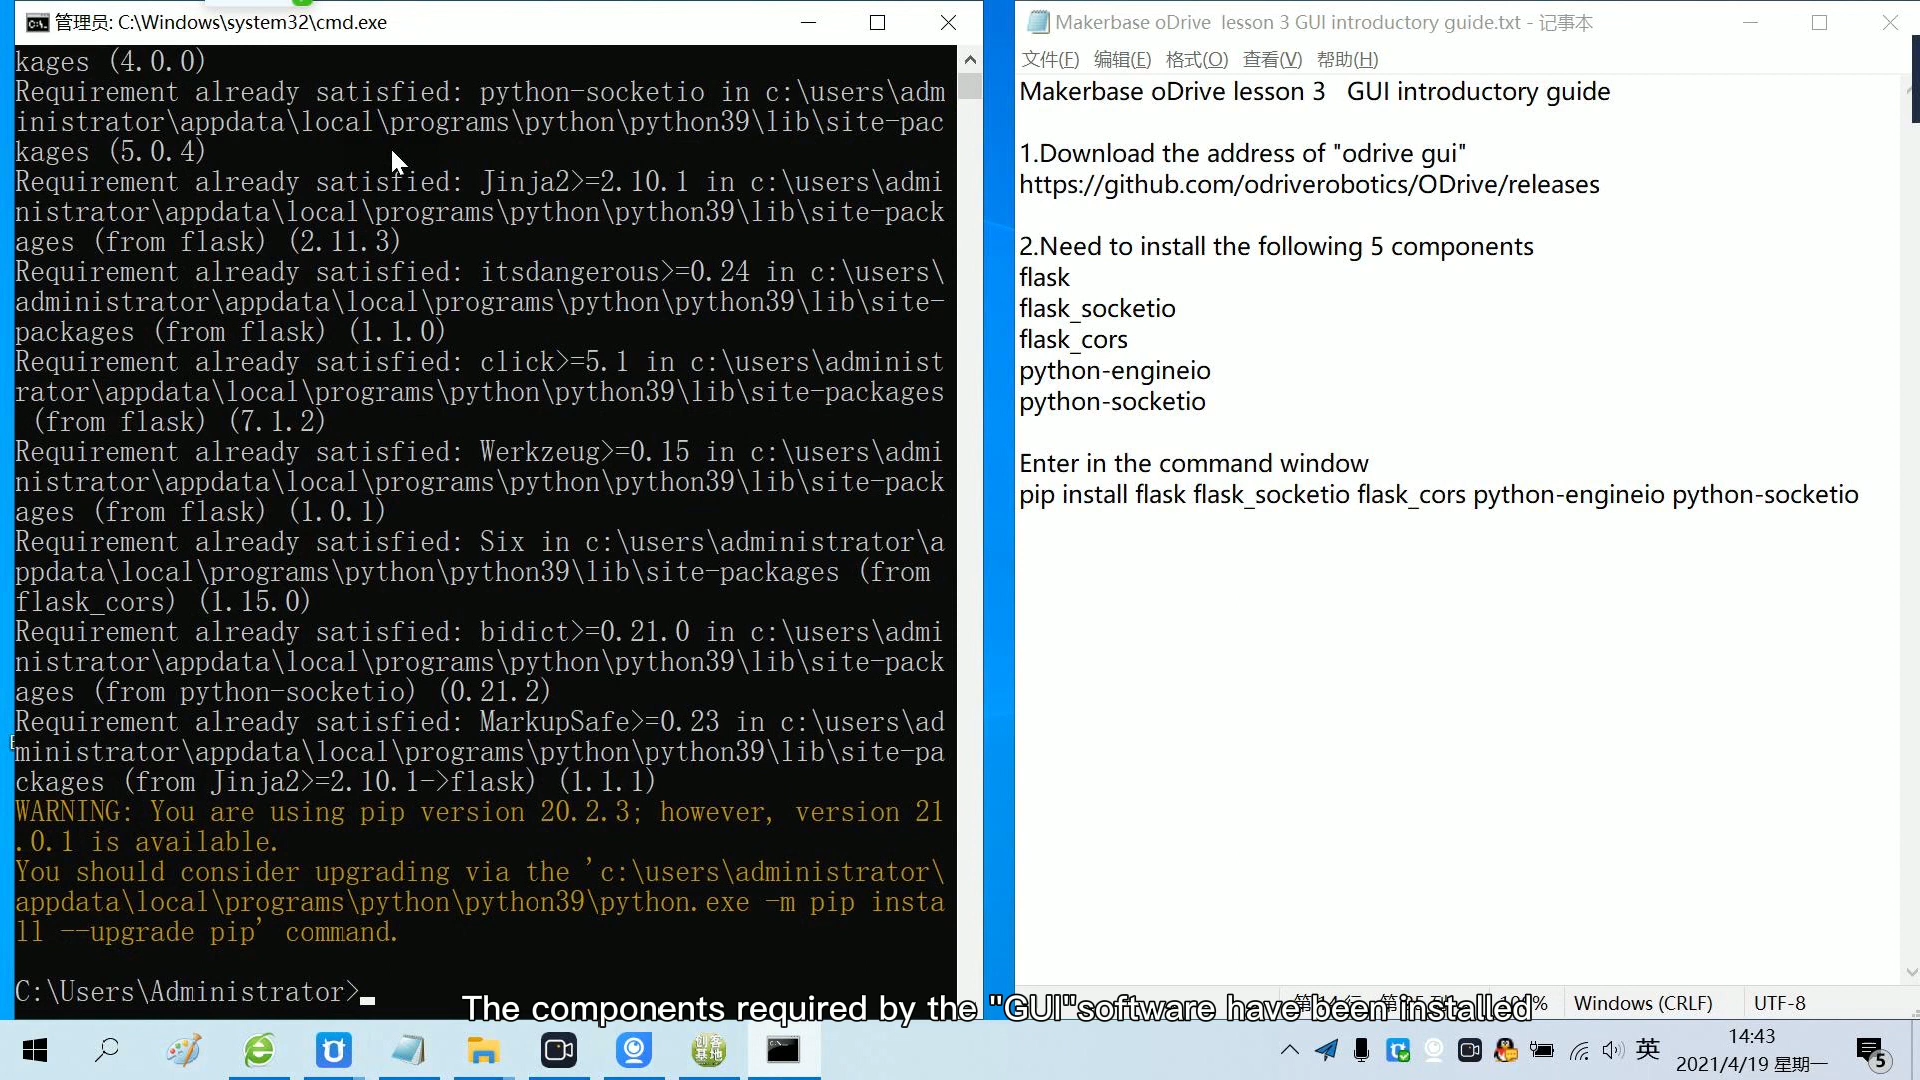 管理员: C:\Windows\system32\cmd.exe
kages (4.0.0)
Requirement already satisfied: python-socketio in c:\users\adm
inistrator\appdata\local\programs\python\python39\lib\site-pac
kages (5.0.4)
Requirement already satisfied: Jinja2>=2.10.1 in c:\users\admi
nistrator\appdata\local\programs\python\python39\lib\site-pack
ages (from flask) (2.11.3)
Requirement already satisfied: itsdangerous>=0.24 in c:\users\
administrator\appdata\local\programs\python\python39\lib\site-
packages (from flask) (1.1.0)
Requirement already satisfied: click>=5.1 in c:\users\administ
rator\appdata\local\programs\python\python39\lib\site-packages
(from flask) (7.1.2)
Requirement already satisfied: Werkzeug>=0.15 in c:\users\admi
nistrator\appdata\local\programs\python\python39\lib\site-pack
ages (from flask) (1.0.1)
Requirement already satisfied: Six in c:\users\administrator\a
ppdata\local\programs\python\python39\lib\site-packages (from
flask_cors) (1.15.0)
Requirement already satisfied: bidict>=0.21.0 in c:\users\admi
nistrator\appdata\local\programs\python\python39\lib\site-pack
ages (from python-socketio) (0.21.2)
Requirement already satisfied: MarkupSafe>=0.23 in c:\users\ad
ministrator\appdata\local\programs\python\python39\lib\site-pa
ckages (from Jinja2>=2.10.1->flask) (1.1.1)
WARNING: You are using pip version 20.2.3; however, version 21
.0.1 is available.
You should consider upgrading via the 'c:\users\administrator\
appdata\local\programs\python\python39\python.exe -m pip insta
ll --upgrade pip' command.
C:\Users\Administrator>
Makerbase oDrive  lesson 3 GUI introductory guide.txt - 记事本
文件(F) 编辑(E) 格式(O) 查看(V) 帮助(H)
Makerbase oDrive lesson 3   GUI introductory guide
1.Download the address of "odrive gui"
https://github.com/odriverobotics/ODrive/releases
2.Need to install the following 5 components
flask
flask_socketio
flask_cors
python-engineio
python-socketio
Enter in the command window
pip install flask flask_socketio flask_cors python-engineio python-socketio
Windows (CRLF) UTF-8
The components required by the "GUI"software have been installed
创客
基地
英
14:43
2021/4/19 星期一
5